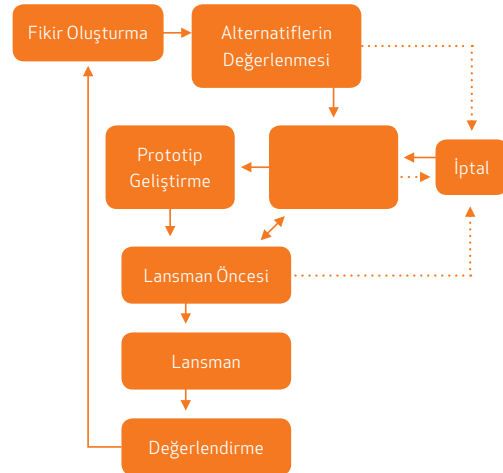 Fikir Oluşturma
Alternatiflerin
Değerlenmesi
Prototip
Geliştirme
İptal
Lansman Öncesi
Lansman
Değerlendirme